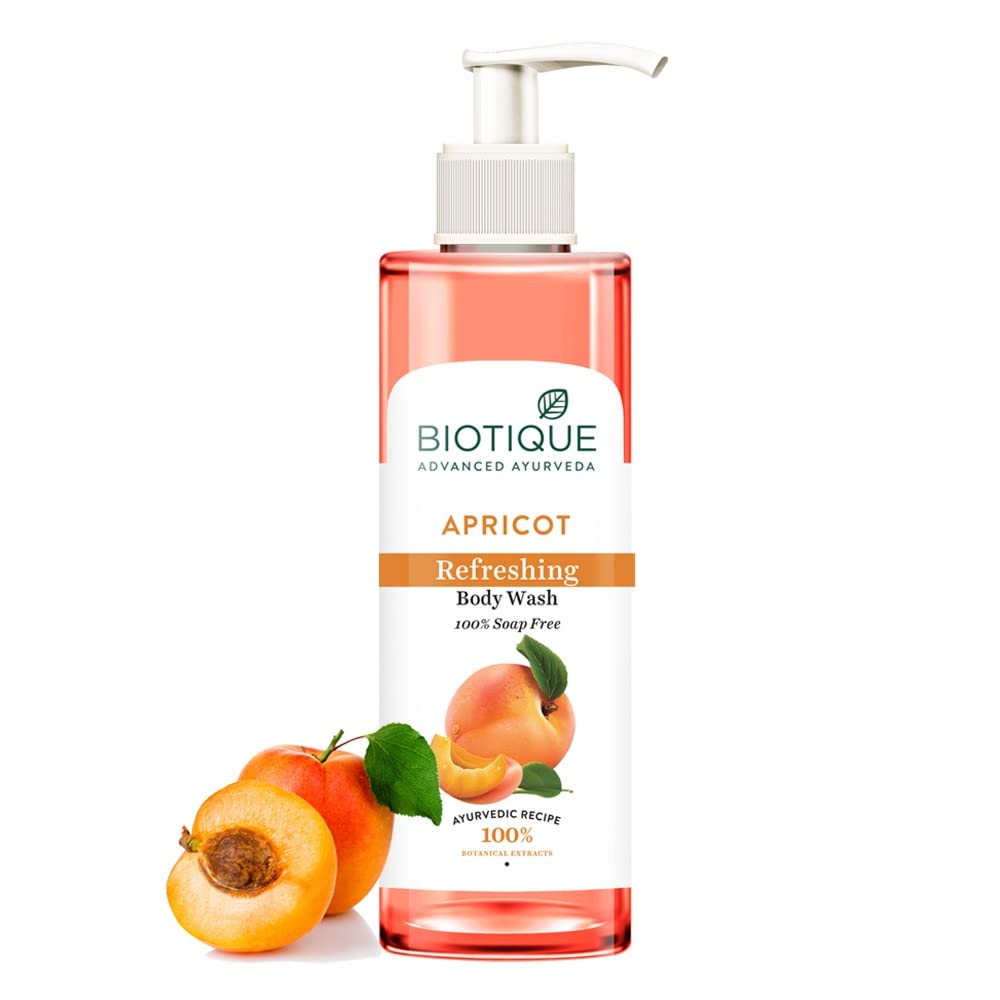 BIOTIQUE
ADVANCED AYURVEDA
APRICOT
Refreshing
Body Wash
100% Soap Free
AYURVEDIC RECIPE
100%
BOTANICAL EXTRACTS